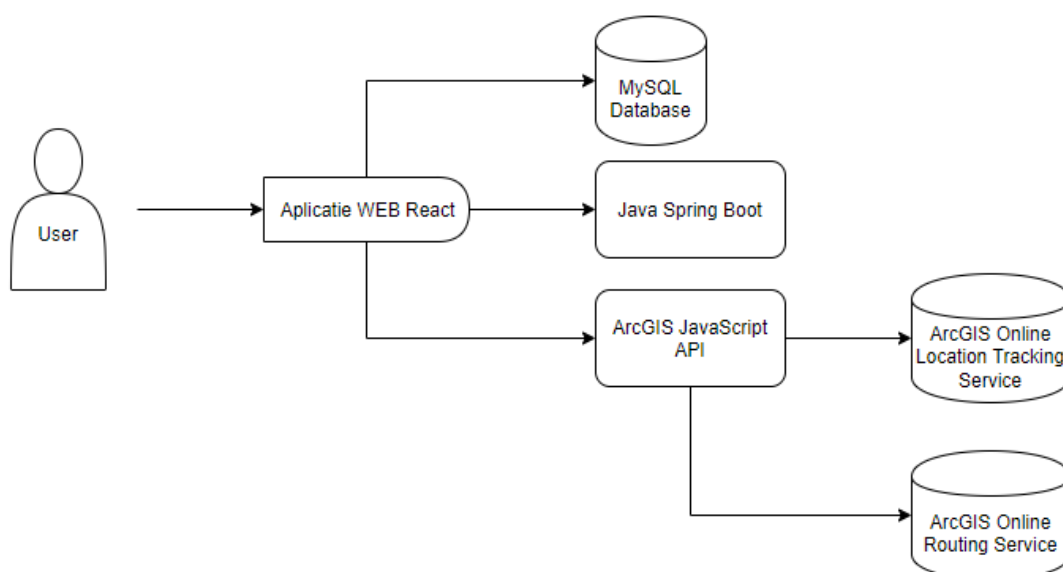 MySQL
Database
User
Aplicatie WEB React
Java Spring Boot
ArcGIS JavaScript
API
ArcGIS Online
Location Tracking
Service
ArcGIS Online
Routing Service